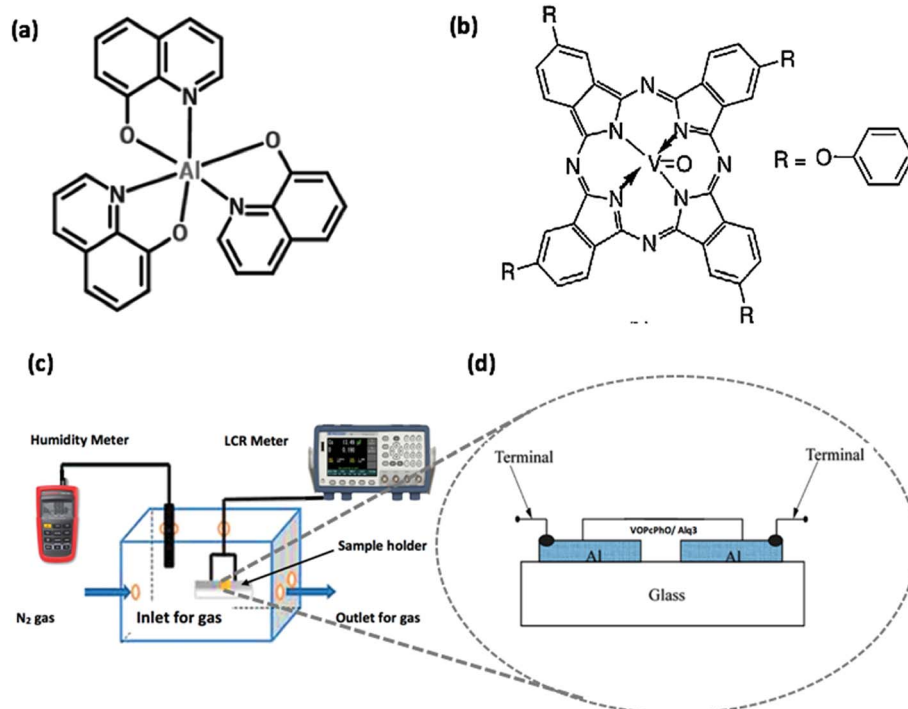 (a)
N
O
Al
O
N
N
O
(b)
R
R
N
N
N
N
V=O
N
N
N
N
R
R
R = O
(c)
Humidity Meter
LCR Meter
Sample holder
N₂ gas
Inlet for gas
Outlet for gas
(d)
Terminal
Terminal
VOPcPhO/ Alq3
Al
Al
Glass